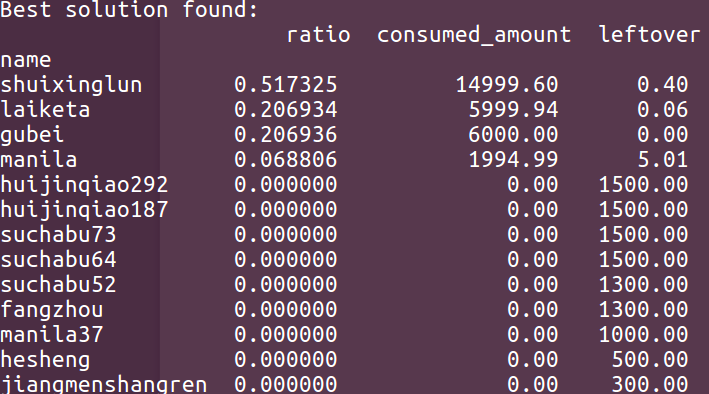 Best solution found:
ratio consumed_amount leftover
name
shuixinglun 0.517325 14999.60 0.40
laiketa 0.206934 5999.94 0.06
gubei 0.206936 6000.00 0.00
manila 0.068806 1994.99 5.01
huijinqiao292 0.000000 0.00 1500.00
huijinqiao187 0.000000 0.00 1500.00
suchabu73 0.000000 0.00 1500.00
suchabu64 0.000000 0.00 1500.00
suchabu52 0.000000 0.00 1300.00
fangzhou 0.000000 0.00 1300.00
manila37 0.000000 0.00 1000.00
hesheng 0.000000 0.00 500.00
jiangmenshangren 0.000000 0.00 300.00